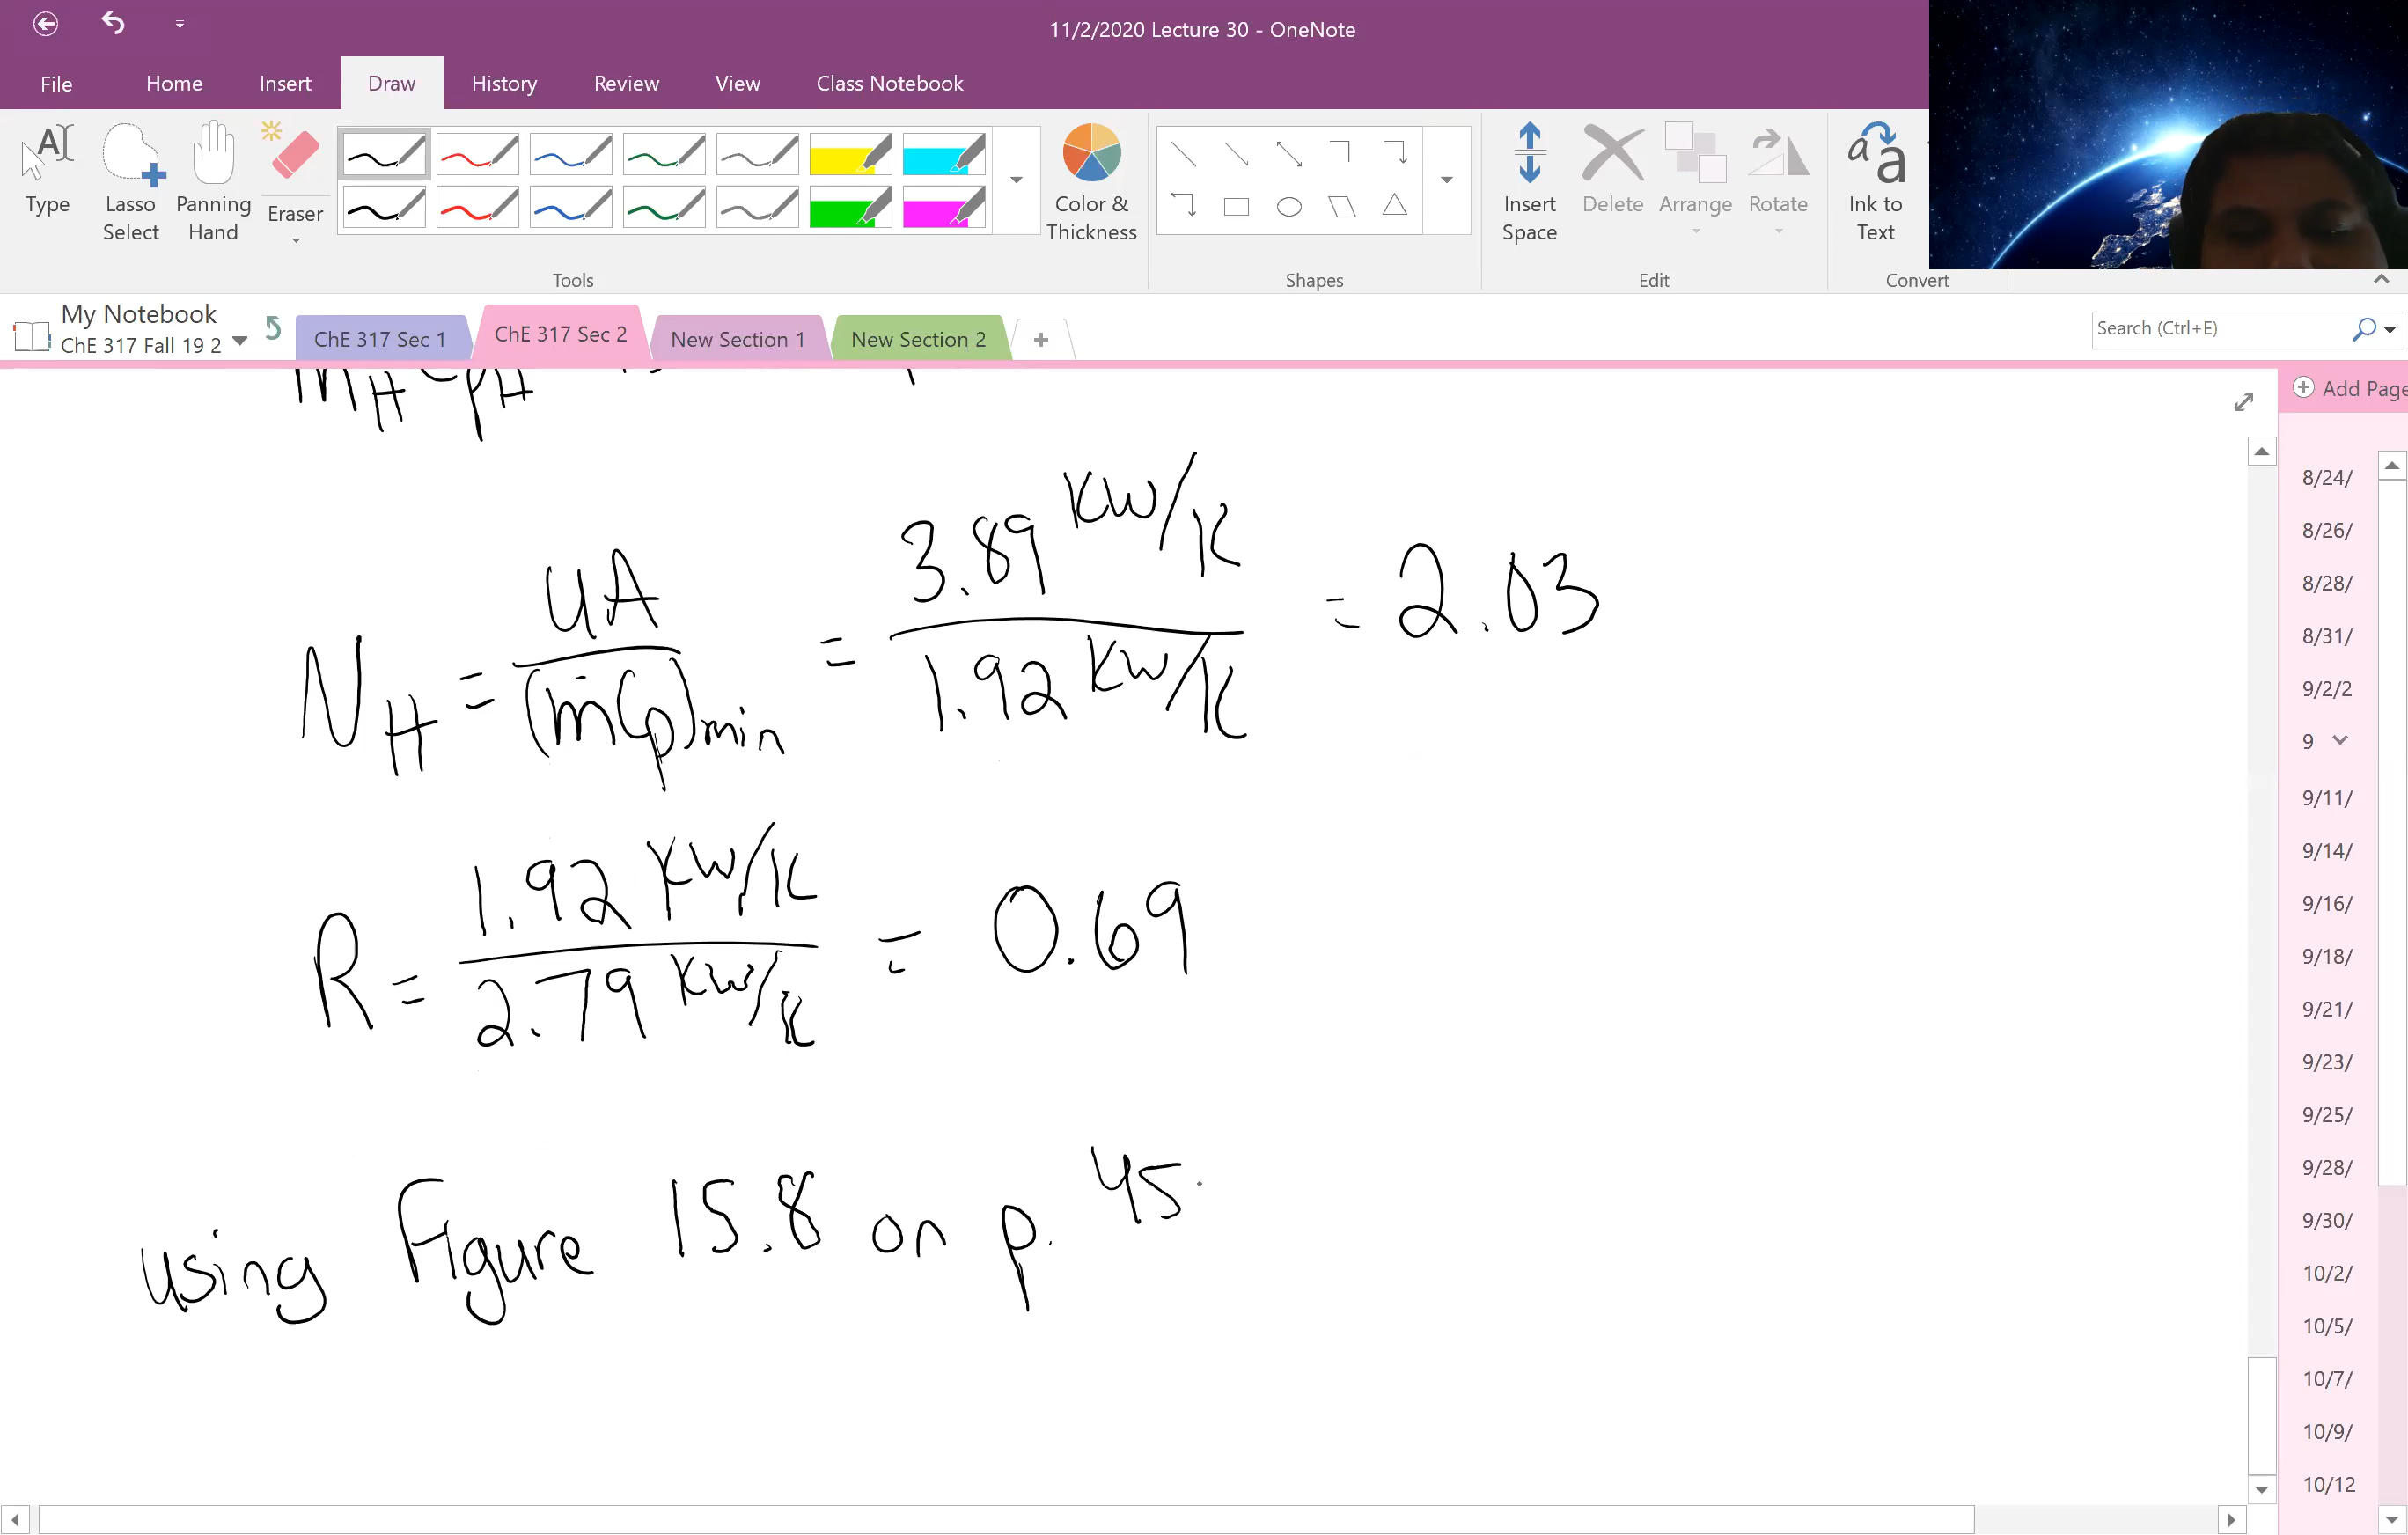 11/2/2020 Lecture 30 - OneNote
File Home Insert Draw History Review View Class Notebook
Type
Lasso Select
Panning Hand
Eraser
Color & Thickness
Insert Space
Delete
Arrange
Rotate
Ink to Text
Tools Shapes Edit Convert
My Notebook
ChE 317 Fall 19 2
ChE 317 Sec 1 ChE 317 Sec 2 New Section 1 New Section 2 +
Search (Ctrl+E)
Add Page
ṁH CpH
NH = UA / (ṁCp)min = 3.89 KW/K / 1.92 KW/K = 2.03
R = 1.92 KW/K / 2.79 KW/K = 0.69
using Figure 15.8 on p. 45
8/24/
8/26/
8/28/
8/31/
9/2/2
9
9/11/
9/14/
9/16/
9/18/
9/21/
9/23/
9/25/
9/28/
9/30/
10/2/
10/5/
10/7/
10/9/
10/12